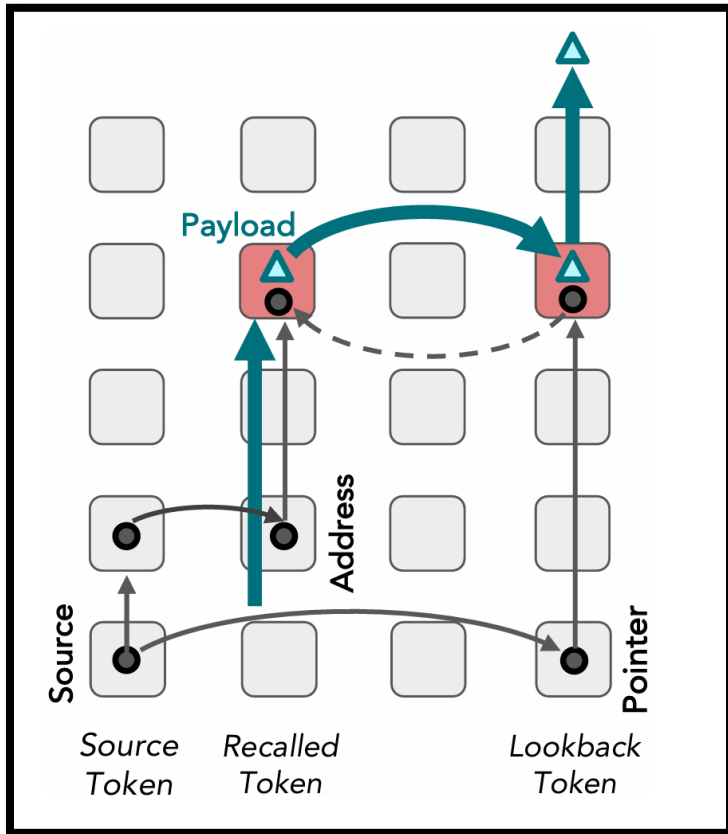 Payload
Address
Source
Pointer
Source
Token
Recalled
Token
Lookback
Token